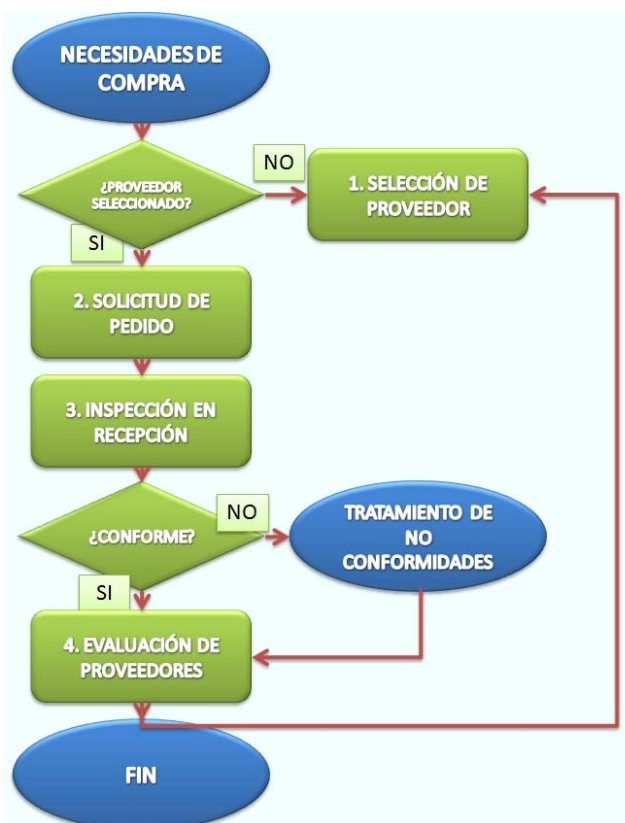 NECESIDADES DE
COMPRA
¿PROVEEDOR
SELECCIONADO?
NO
1. SELECCIÓN DE
PROVEEDOR
SI
2. SOLICITUD DE
PEDIDO
3. INSPECCIÓN EN
RECEPCIÓN
¿CONFORME?
NO
TRATAMIENTO DE
NO
CONFORMIDADES
SI
4. EVALUACIÓN DE
PROVEEDORES
FIN